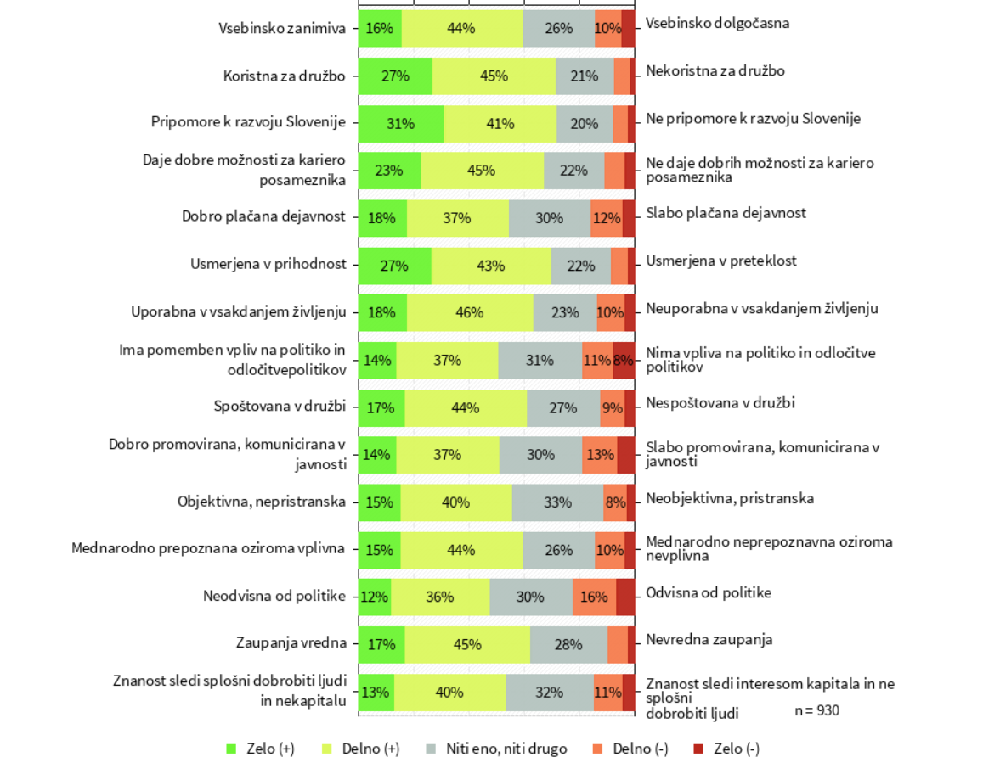 Vsebinsko zanimiva 16% 44% 26% 10% Vsebinsko dolgočasna
Koristna za družbo 27% 45% 21% Nekoristna za družbo
Pripomore k razvoju Slovenije 31% 41% 20% Ne pripomore k razvoju Slovenije
Daje dobre možnosti za kariero
posameznika
23% 45% 22%
Ne daje dobrih možnosti za kariero
posameznika
Dobro plačana dejavnost 18% 37% 30% 12% Slabo plačana dejavnost
Usmerjena v prihodnost 27% 43% 22% Usmerjena v preteklost
Uporabna v vsakdanjem življenju 18% 46% 23% 10% Neuporabna v vsakdanjem življenju
Ima pomemben vpliv na politiko in
odločitvepolitikov
14% 37% 31% 11% 8%
Nima vpliva na politiko in odločitve
politikov
Spoštovana v družbi 17% 44% 27% 9% Nespoštovana v družbi
Dobro promovirana, komunicirana v
javnosti
14% 37% 30% 13%
Slabo promovirana, komunicirana v
javnosti
Objektivna, nepristranska 15% 40% 33% 8% Neobjektivna, pristranska
Mednarodno prepoznana oziroma vplivna 15% 44% 26% 10%
Mednarodno neprepoznavna oziroma
nevplivna
Neodvisna od politike 12% 36% 30% 16% Odvisna od politike
Zaupanja vredna 17% 45% 28% Nevredna zaupanja
Znanost sledi splošni dobrobiti ljudi
in nekapitalu
13% 40% 32% 11%
Znanost sledi interesom kapitala in ne
splošni
dobrobiti ljudi
n = 930
Zelo (+) Delno (+) Niti eno, niti drugo Delno (-) Zelo (-)